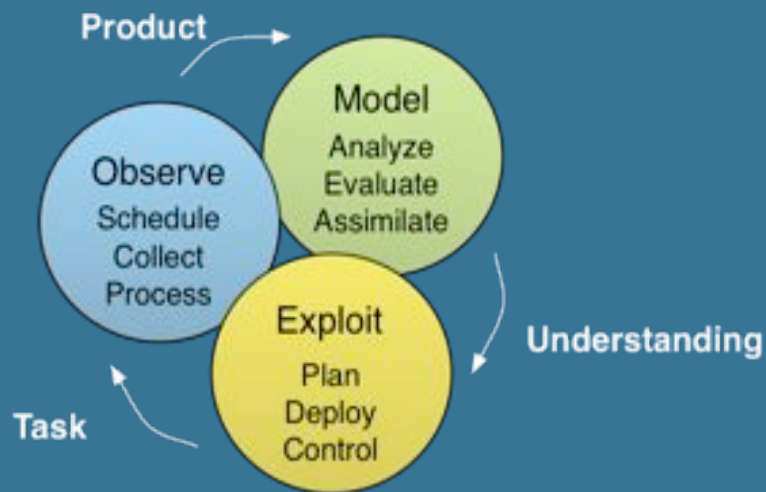 Product
Model
Analyze
Evaluate
Assimilate
Observe
Schedule
Collect
Process
Exploit
Plan
Deploy
Control
Understanding
Task